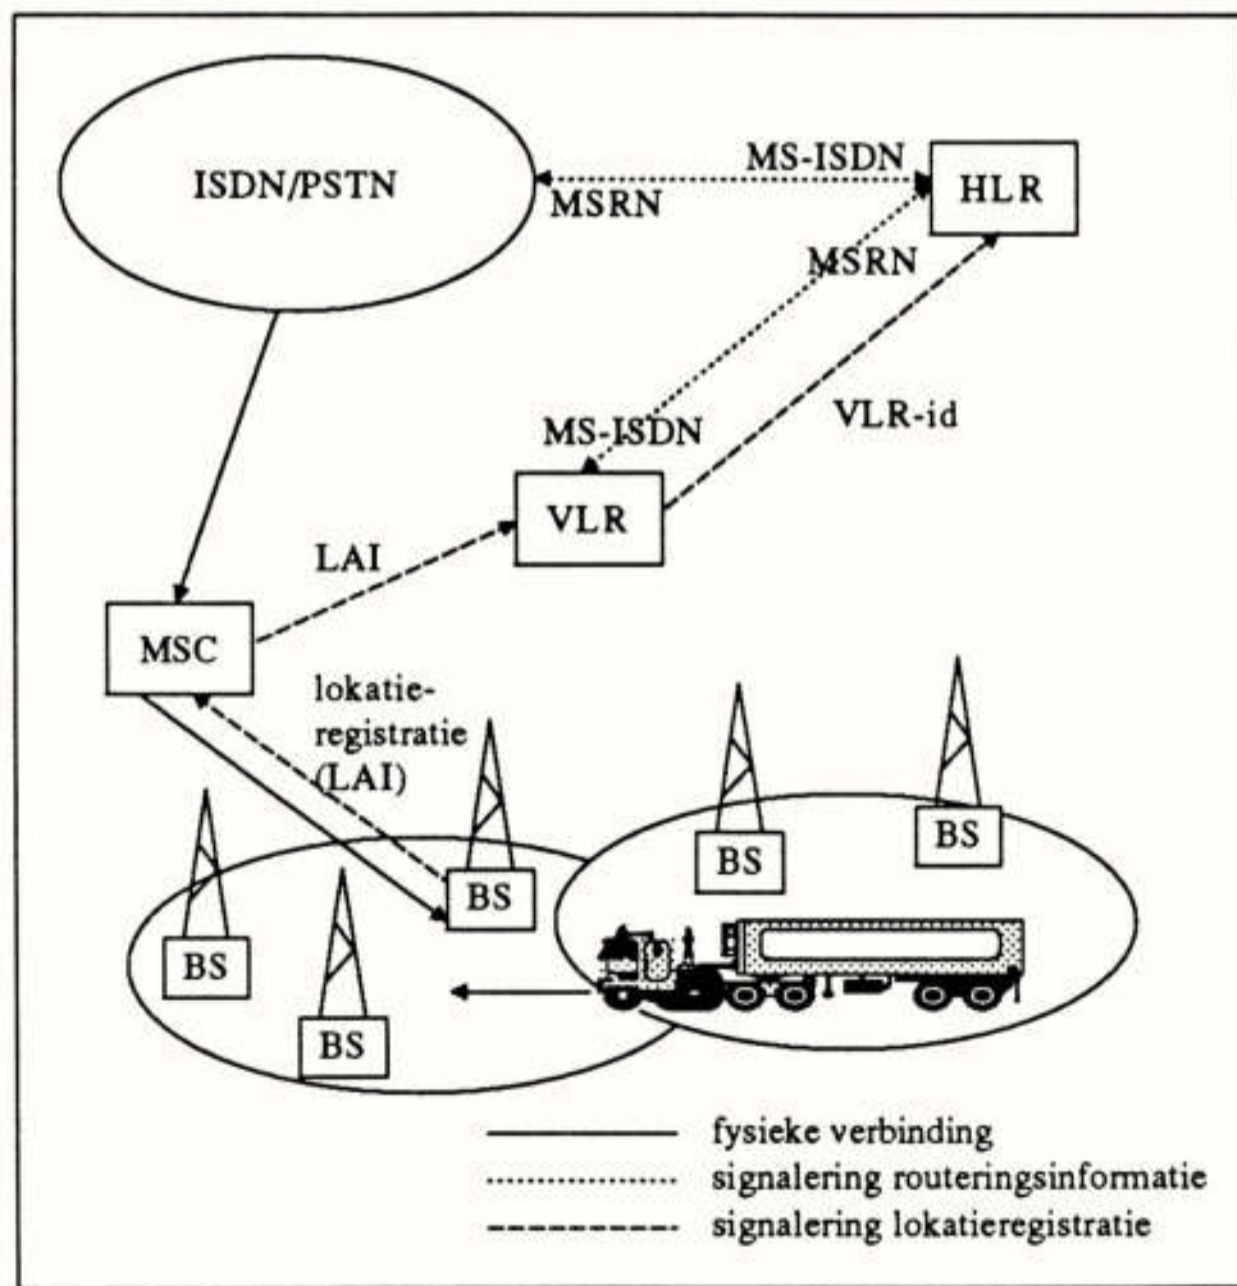 ISDN/PSTN
MS-ISDN
MSRN
HLR
MSRN
VLR-id
MS-ISDN
VLR
LAI
MSC
lokatie-
registratie
(LAI)
BS
BS
BS
BS
BS
fysieke verbinding
signalering routeringsinformatie
signalering lokatieregistratie